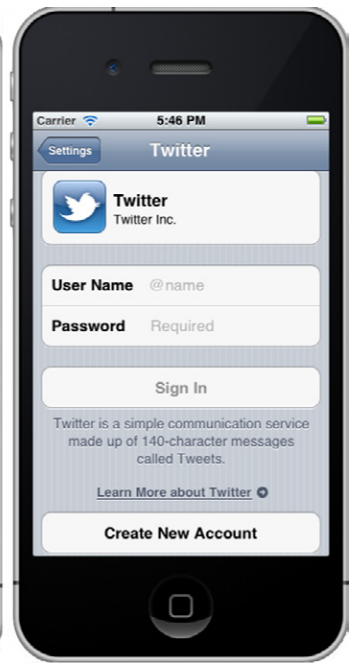 Carrier 5:46 PM
Settings Twitter
Twitter
Twitter Inc.
User Name @name
Password Required
Sign In
Twitter is a simple communication service
made up of 140-character messages
called Tweets.
Learn More about Twitter
Create New Account